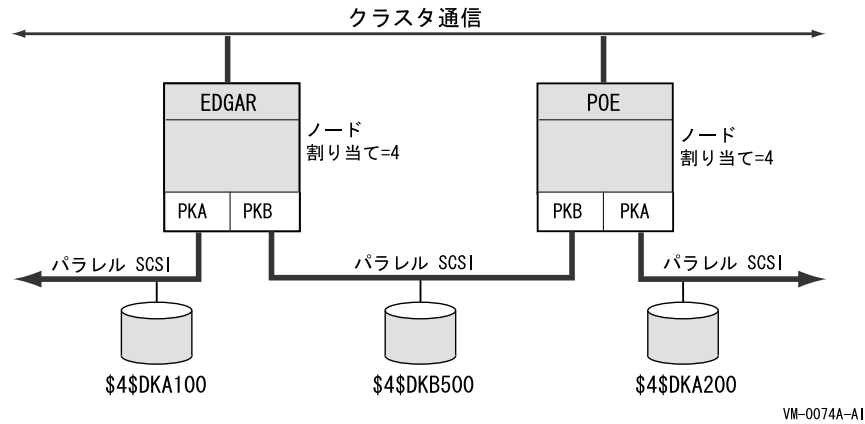 クラスタ通信
EDGAR
ノード
割り当て=4
PKA
PKB
POE
ノード
割り当て=4
PKB
PKA
パラレル SCSI
パラレル SCSI
パラレル SCSI
$4$DKA100
$4$DKB500
$4$DKA200
VM-0074A-AI